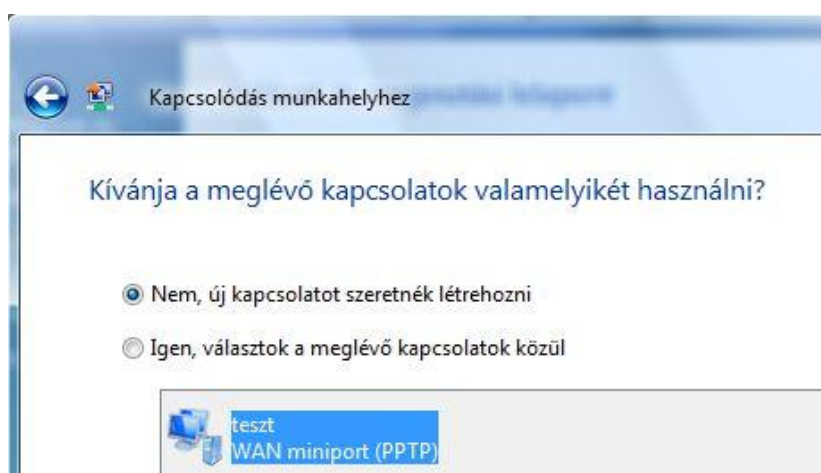 Kapcsolódás munkahelyhez
Kívánja a meglévő kapcsolatok valamelyikét használni?
Nem, új kapcsolatot szeretnék létrehozni
Igen, választok a meglévő kapcsolatok közül
teszt
WAN miniport (PPTP)